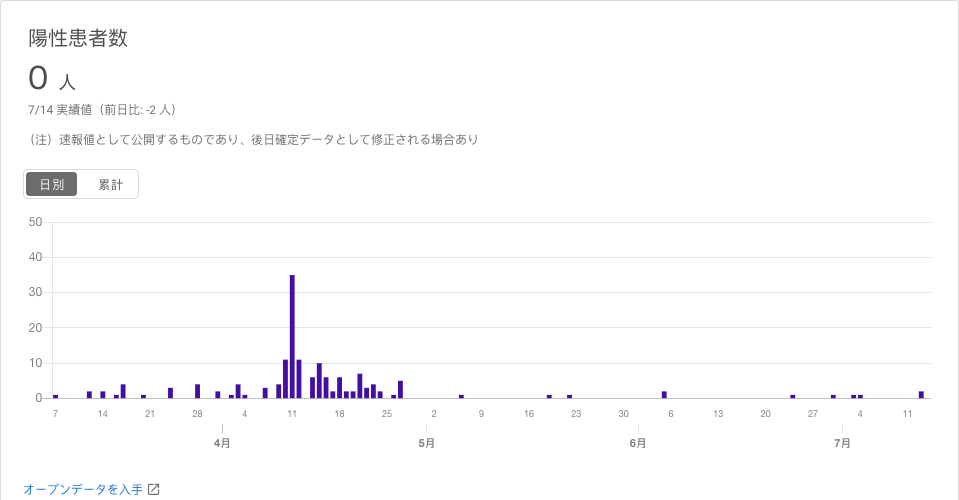 陽性患者数
0 人
7/14 実績値（前日比: -2 人）
（注）速報値として公開するものであり、後日確定データとして修正される場合あり
日別 累計
50
40
30
20
10
0
7 14 21 28 4 11 18 25 2 9 16 23 30 6 13 20 27 4 11
4月 5月 6月 7月
オープンデータを入手